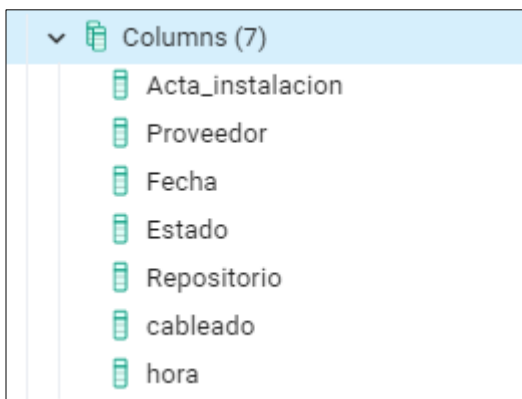 Columns (7)
Acta_instalacion
Proveedor
Fecha
Estado
Repositorio
cableado
hora